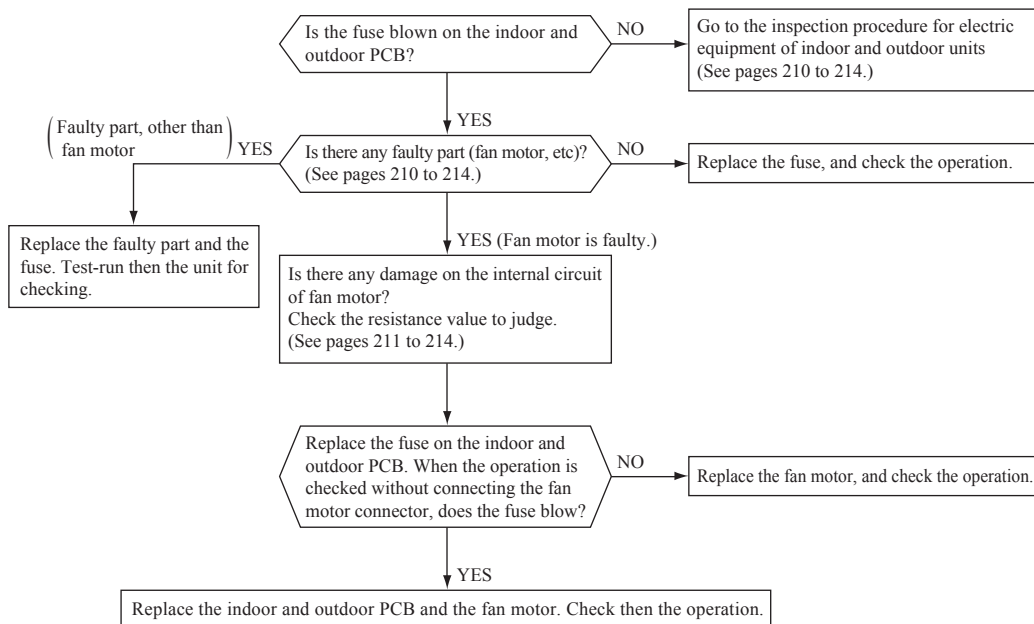 Is the fuse blown on the indoor and
outdoor PCB?
NO
Go to the inspection procedure for electric
equipment of indoor and outdoor units
(See pages 210 to 214.)
YES
(Faulty part, other than
fan motor)
YES
Is there any faulty part (fan motor, etc)?
(See pages 210 to 214.)
NO
Replace the fuse, and check the operation.
Replace the faulty part and the
fuse. Test-run then the unit for
checking.
YES (Fan motor is faulty.)
Is there any damage on the internal circuit
of fan motor?
Check the resistance value to judge.
(See pages 211 to 214.)
Replace the fuse on the indoor and
outdoor PCB. When the operation is
checked without connecting the fan
motor connector, does the fuse blow?
NO
Replace the fan motor, and check the operation.
YES
Replace the indoor and outdoor PCB and the fan motor. Check then the operation.